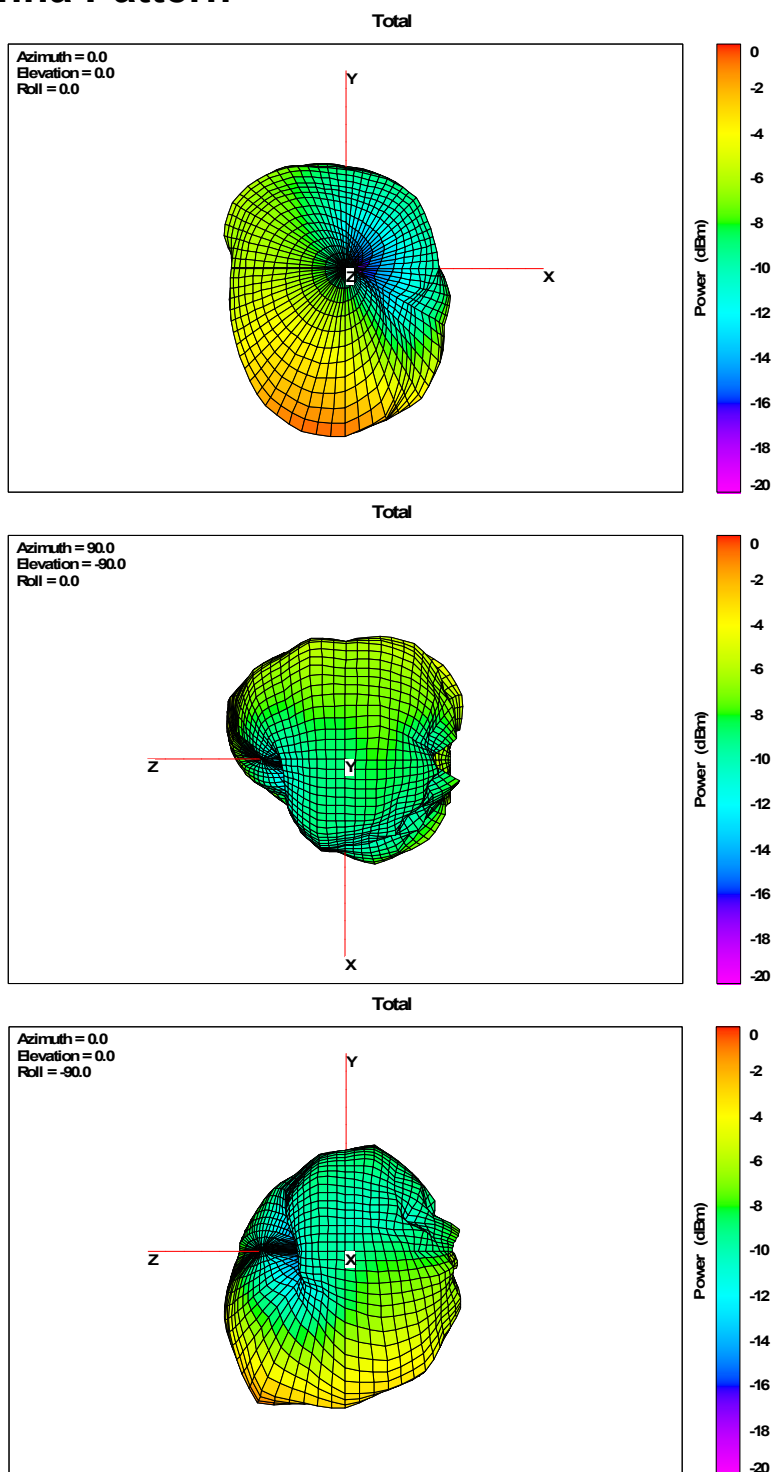 Total
Azimuth = 0.0
Elevation = 0.0
Roll = 0.0
Y
Z
X
0
-2
-4
-6
-8
-10
-12
-14
-16
-18
-20
Power (dBm)
Total
Azimuth = 90.0
Elevation = -90.0
Roll = 0.0
Z
Y
X
0
-2
-4
-6
-8
-10
-12
-14
-16
-18
-20
Power (dBm)
Total
Azimuth = 0.0
Elevation = 0.0
Roll = -90.0
Y
Z
X
0
-2
-4
-6
-8
-10
-12
-14
-16
-18
-20
Power (dBm)